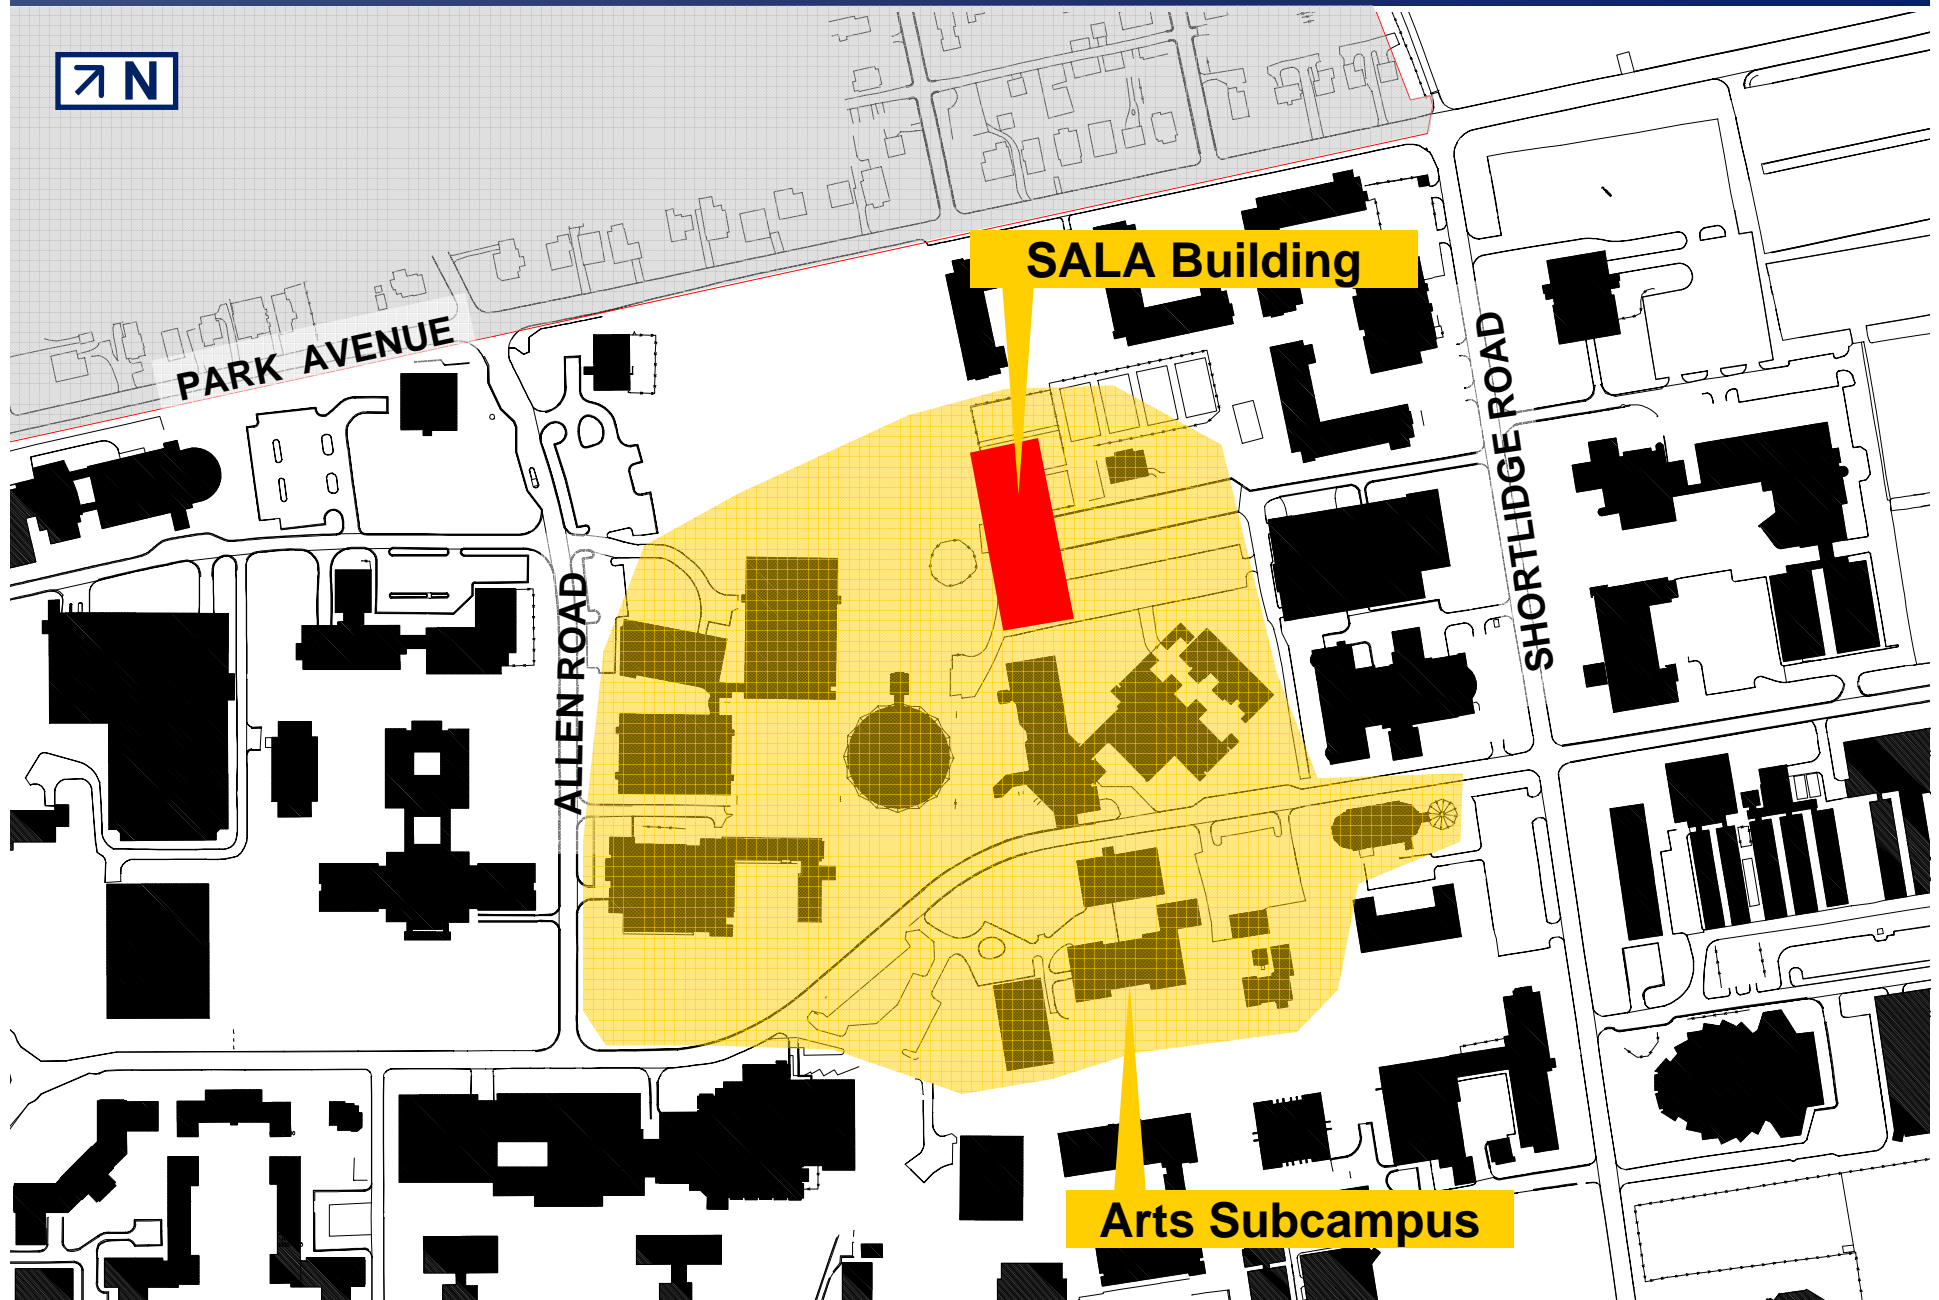 N
SALA Building
PARK AVENUE
SHORTLIDGE ROAD
ALLEN ROAD
Arts Subcampus